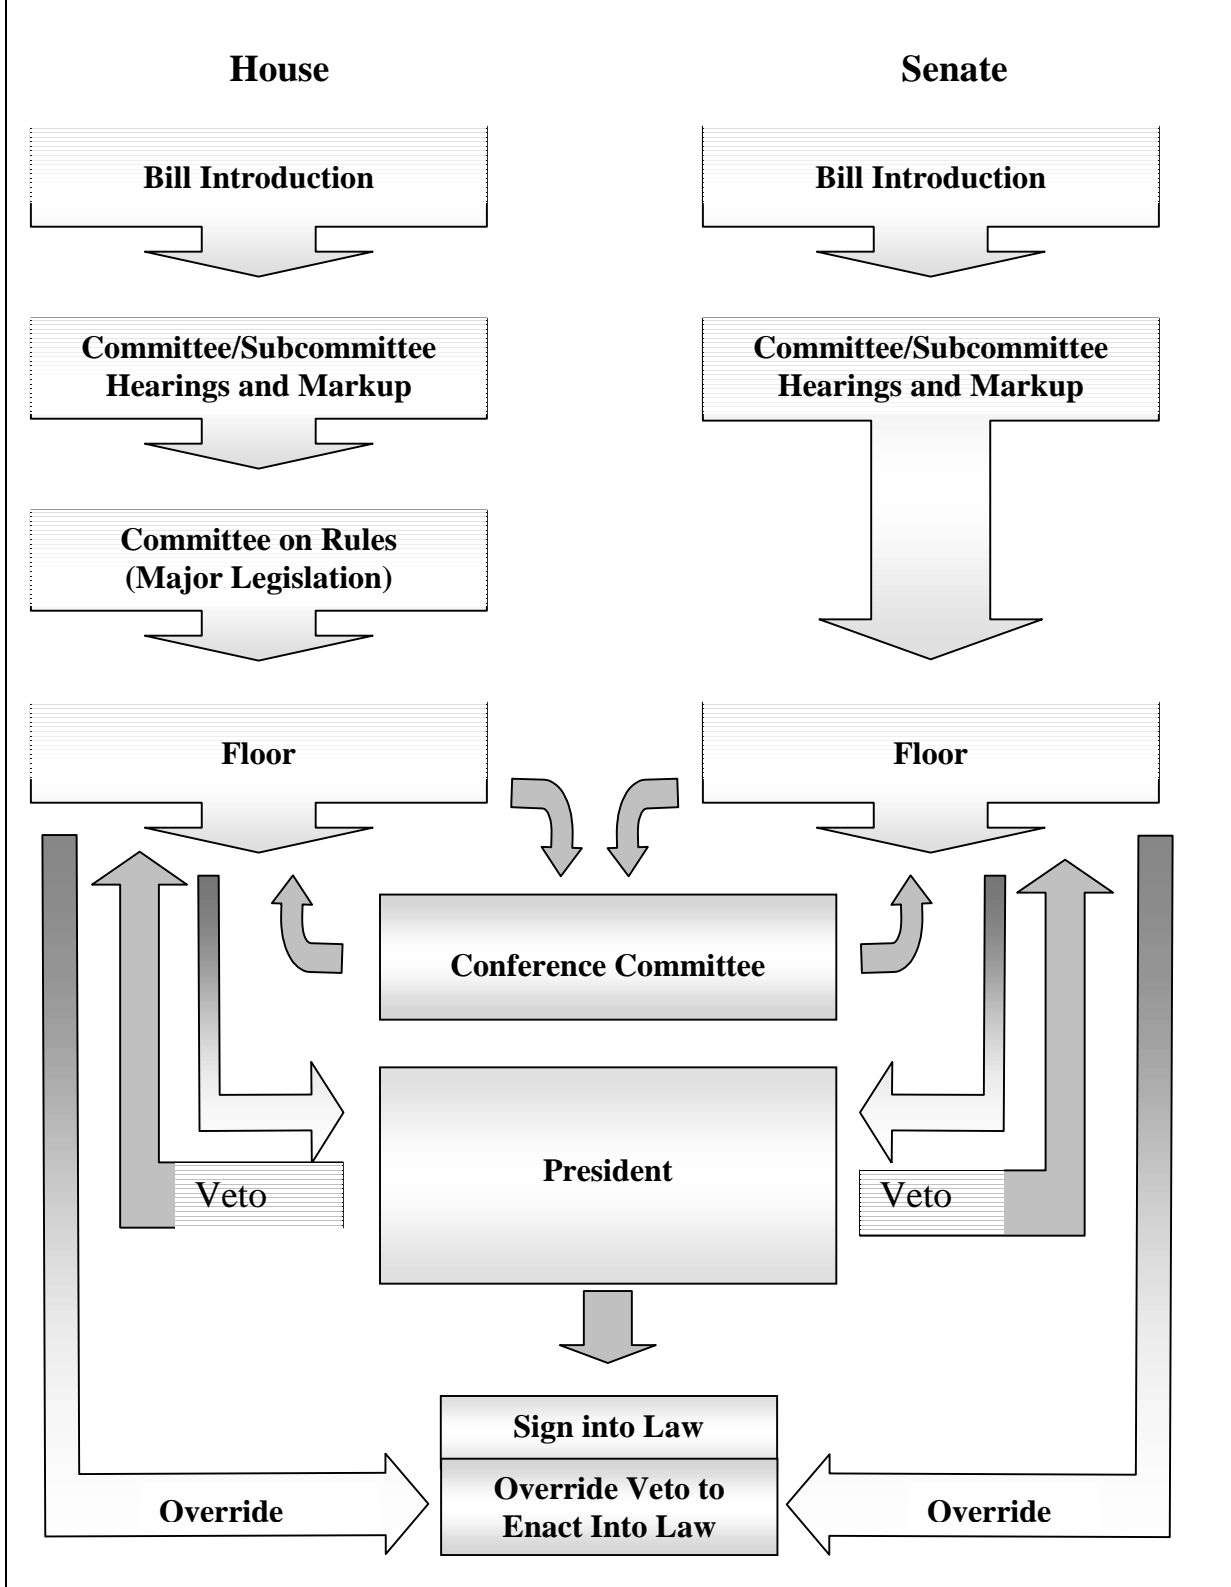 House
Senate
Bill Introduction
Bill Introduction
Committee/Subcommittee
Hearings and Markup
Committee/Subcommittee
Hearings and Markup
Committee on Rules
(Major Legislation)
Floor
Floor
Conference Committee
President
Veto
Veto
Sign into Law
Override Veto to
Enact Into Law
Override
Override